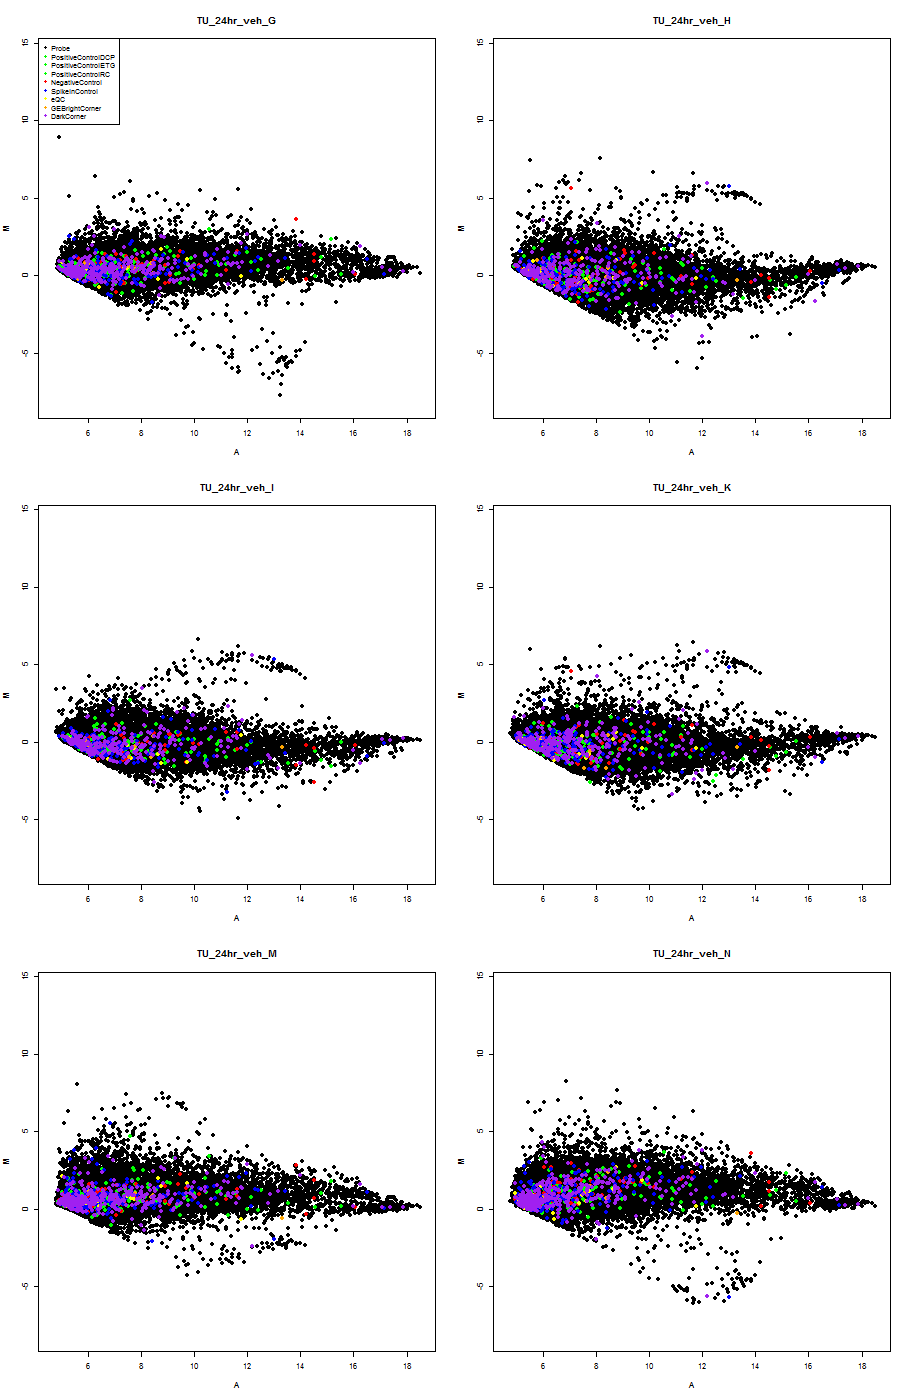 TU_24hr_veh_G
TU_24hr_veh_H
15
10
5
0
-5
M
Probe
PositiveControlDCP
PositiveControlETG
PositiveControlRC
NegativeControl
SpikeInControl
eQC
GEBrightCorner
DarkCorner
6 8 10 12 14 16 18
A
15
10
5
0
-5
M
6 8 10 12 14 16 18
A
TU_24hr_veh_I
TU_24hr_veh_K
15
10
5
0
-5
M
6 8 10 12 14 16 18
A
15
10
5
0
-5
M
6 8 10 12 14 16 18
A
TU_24hr_veh_M
TU_24hr_veh_N
15
10
5
0
-5
M
6 8 10 12 14 16 18
A
15
10
5
0
-5
M
6 8 10 12 14 16 18
A